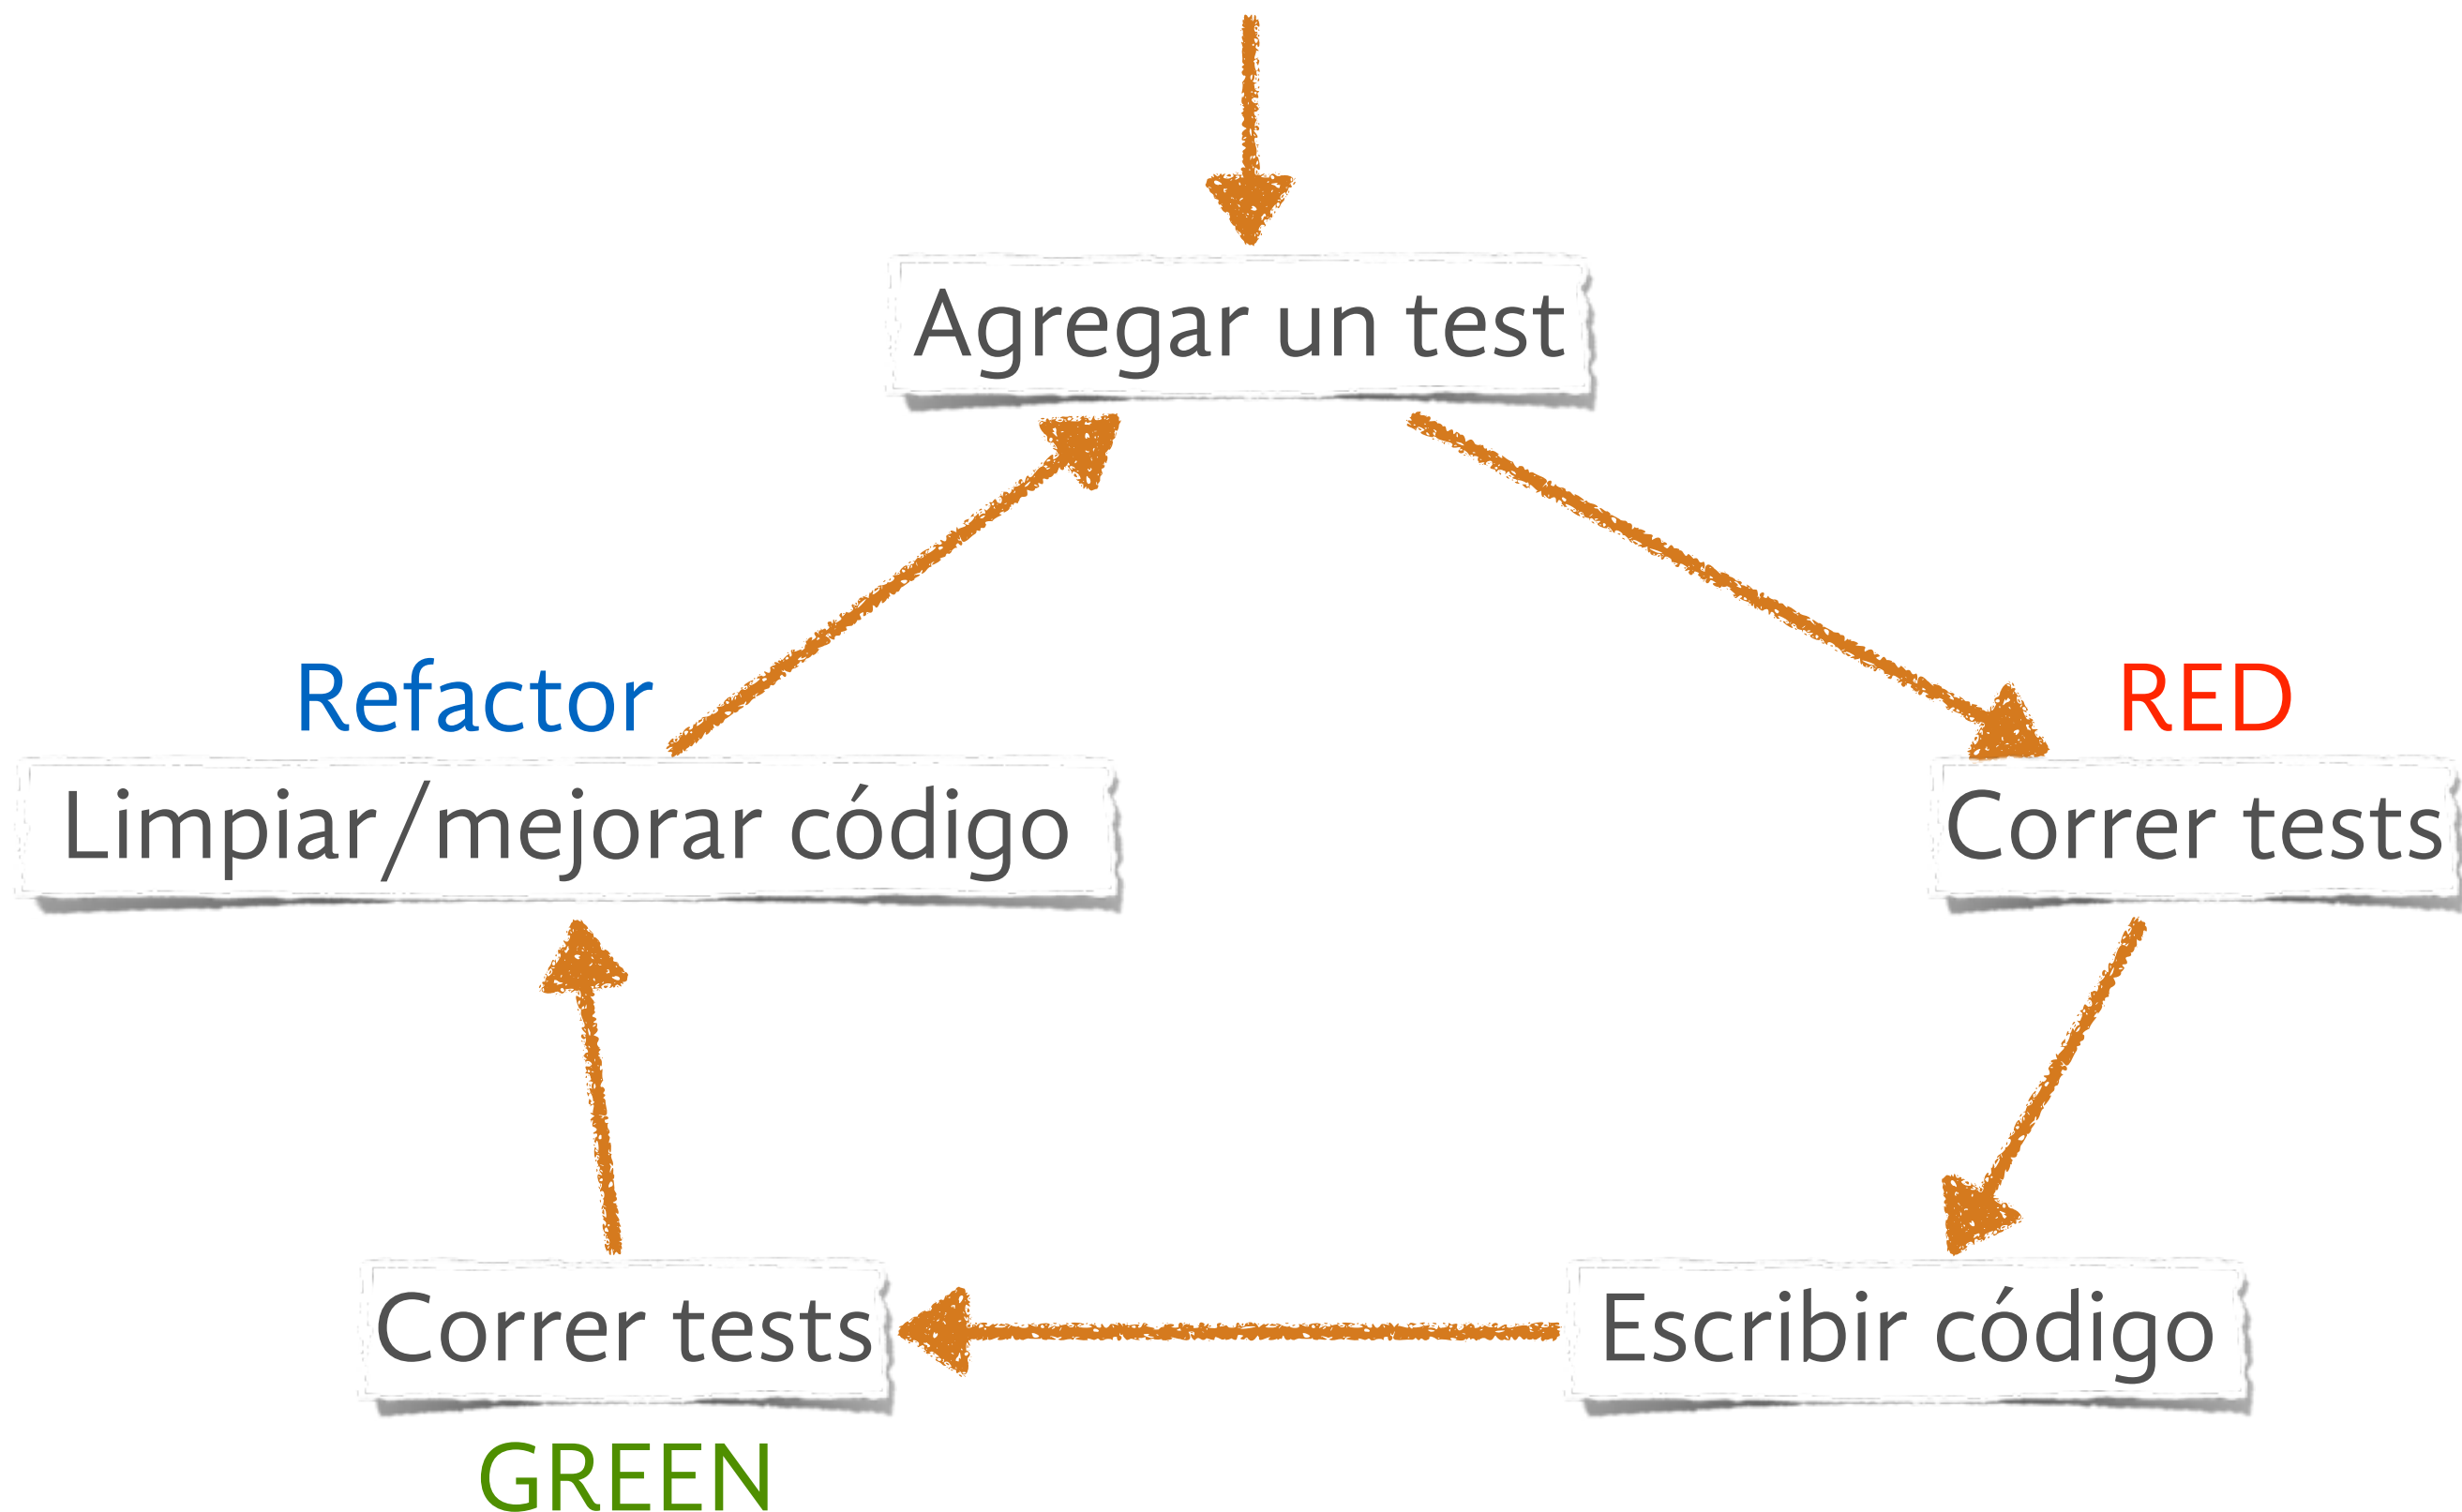 Agregar un test
Refactor
RED
Limpiar/mejorar código
Correr tests
Correr tests
Escribir código
GREEN